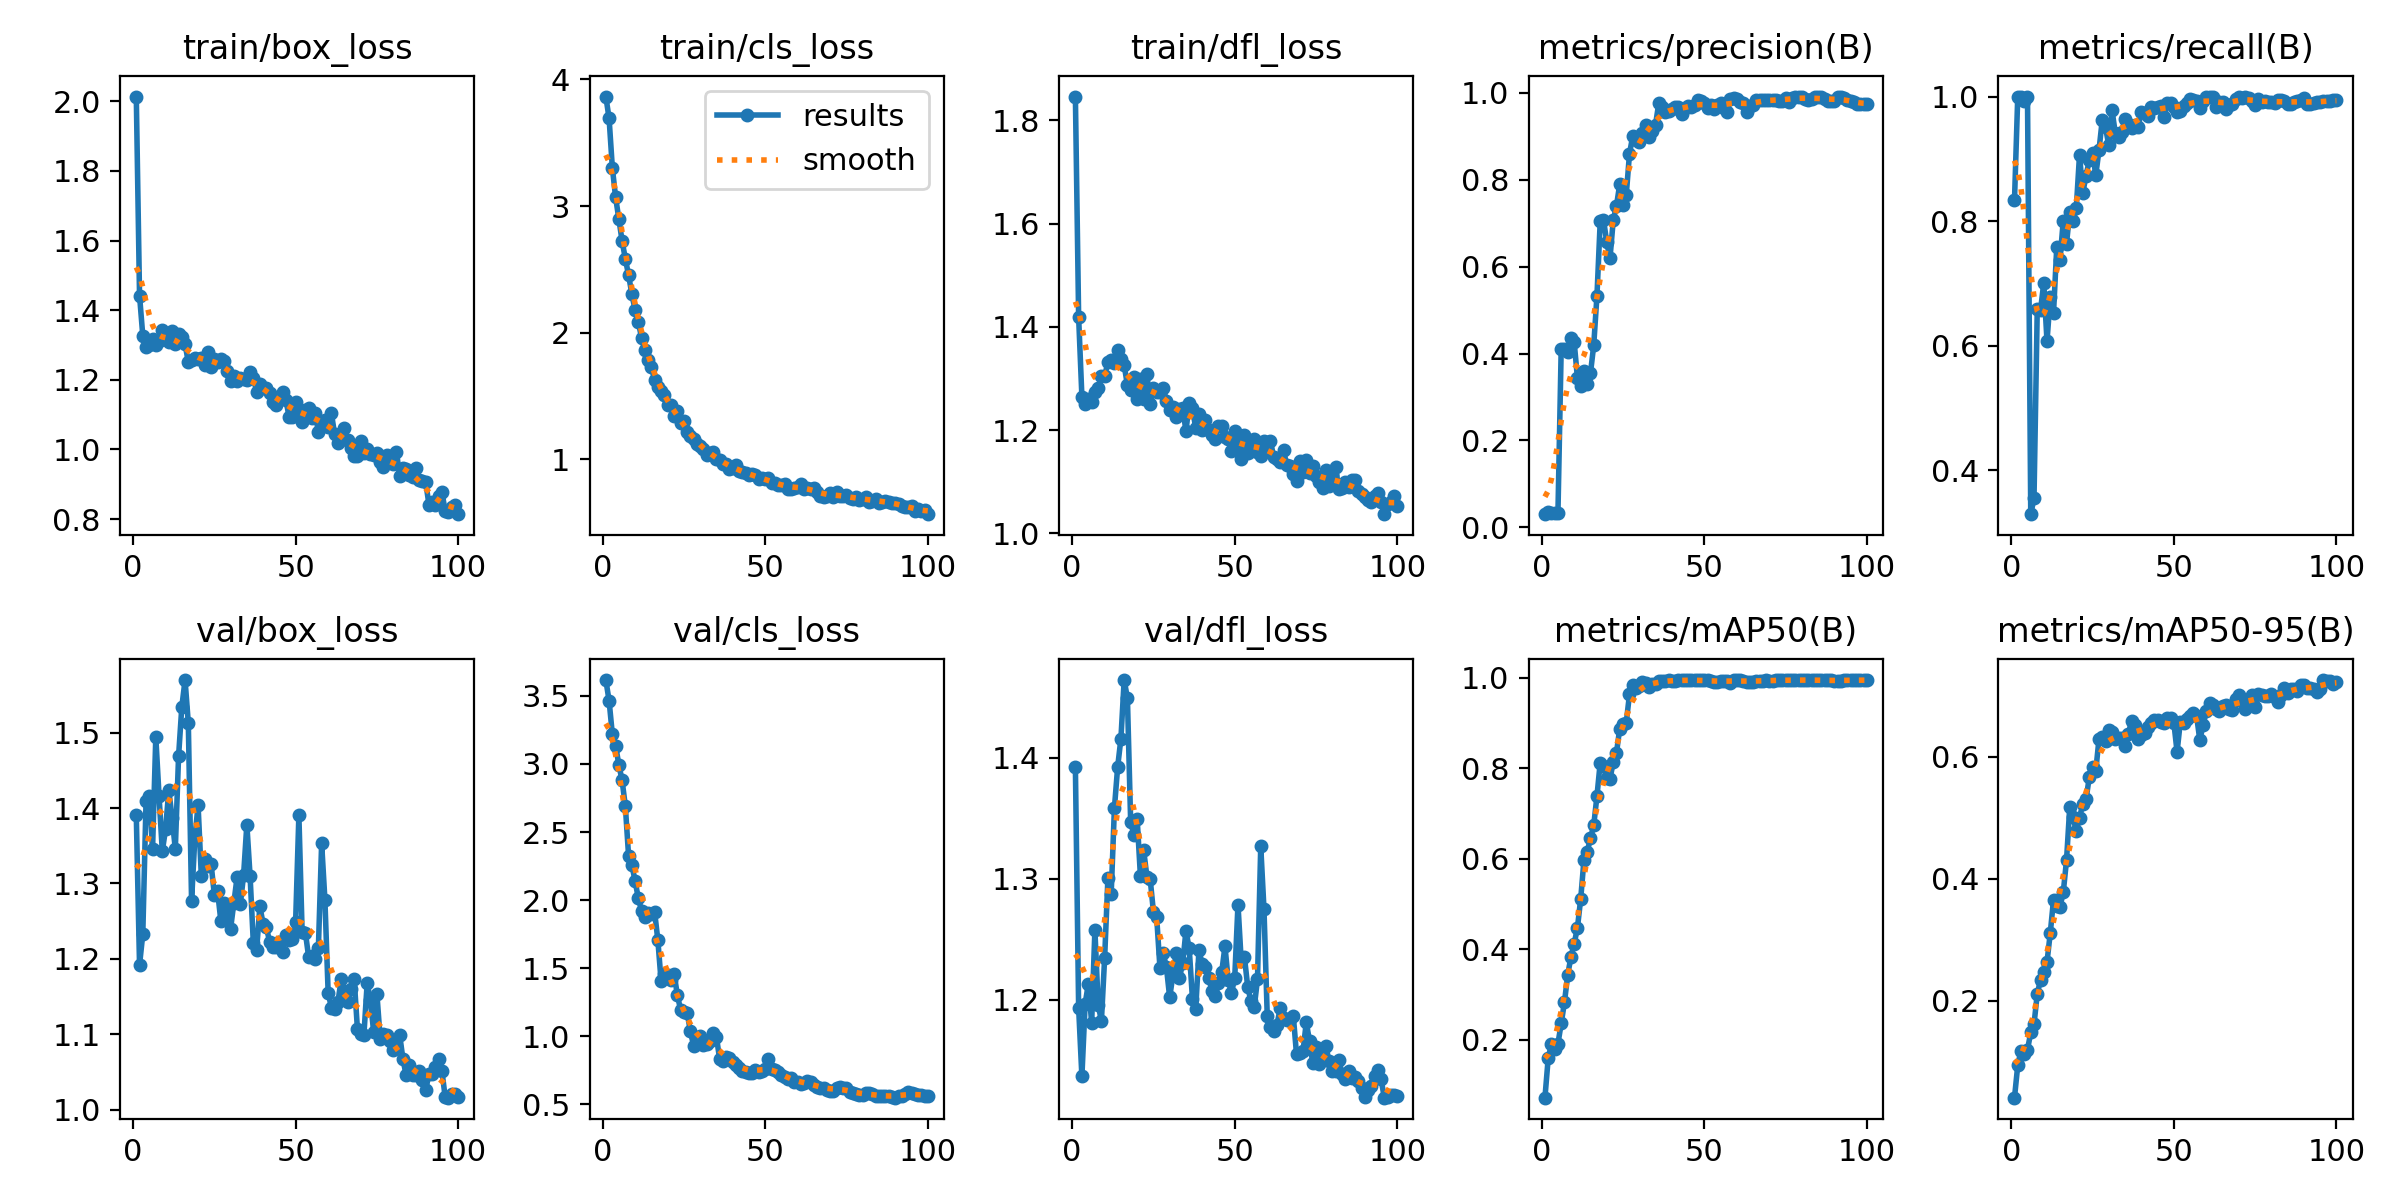 train/box_loss
2.0
1.8
1.6
1.4
1.2
1.0
0.8
0 50 100
train/cls_loss
results
smooth
4
3
2
1
0 50 100
train/dfl_loss
1.8
1.6
1.4
1.2
1.0
0 50 100
metrics/precision(B)
1.0
0.8
0.6
0.4
0.2
0.0
0 50 100
metrics/recall(B)
1.0
0.8
0.6
0.4
0 50 100
val/box_loss
1.5
1.4
1.3
1.2
1.1
1.0
0 50 100
val/cls_loss
3.5
3.0
2.5
2.0
1.5
1.0
0.5
0 50 100
val/dfl_loss
1.4
1.3
1.2
0 50 100
metrics/mAP50(B)
1.0
0.8
0.6
0.4
0.2
0 50 100
metrics/mAP50-95(B)
0.6
0.4
0.2
0 50 100